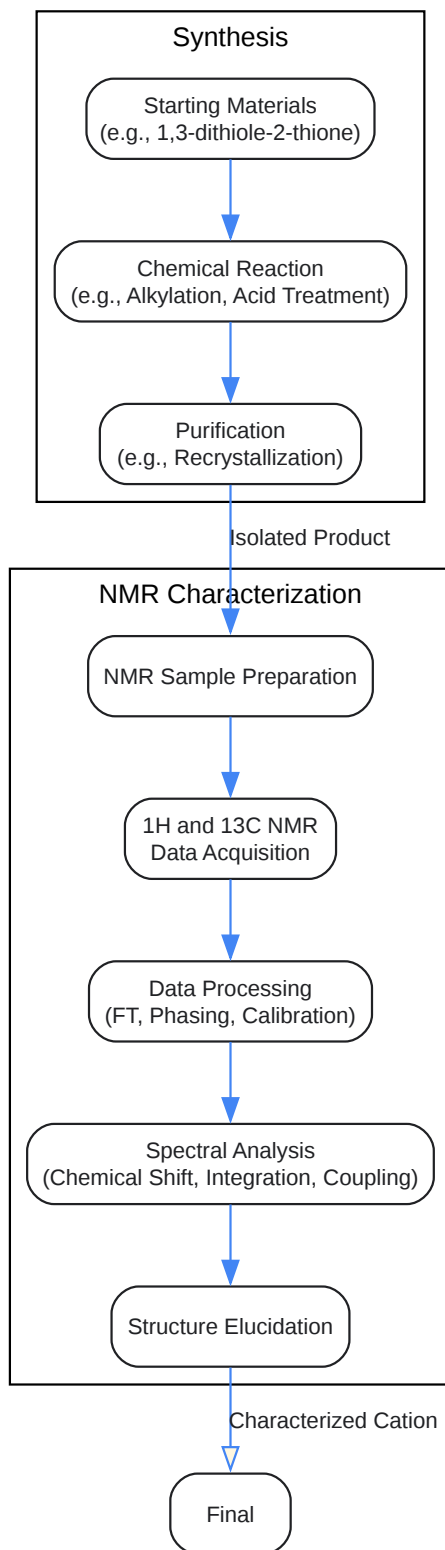 Synthesis
Starting Materials
(e.g., 1,3-dithiole-2-thione)
Chemical Reaction
(e.g., Alkylation, Acid Treatment)
Purification
(e.g., Recrystallization)
Isolated Product
NMR Characterization
NMR Sample Preparation
1H and 13C NMR
Data Acquisition
Data Processing
(FT, Phasing, Calibration)
Spectral Analysis
(Chemical Shift, Integration, Coupling)
Structure Elucidation
Characterized Cation
Final